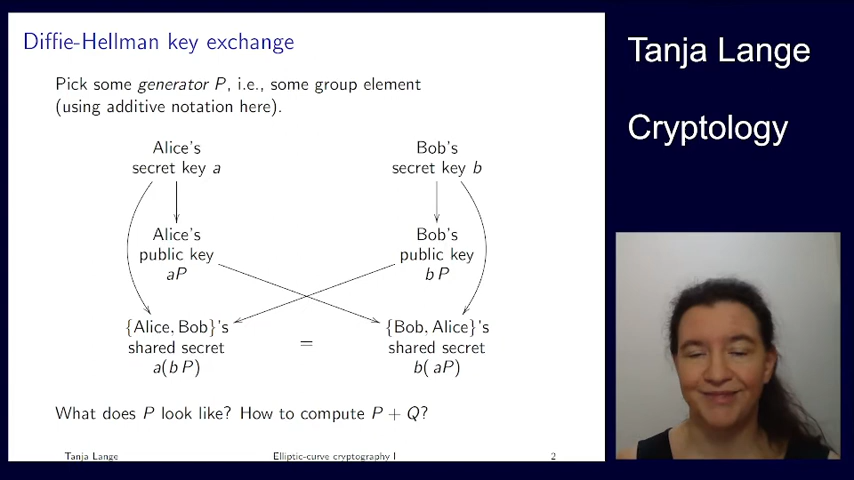 Diffie-Hellman key exchange
Pick some generator P, i.e., some group element
(using additive notation here).
Alice's
secret key a
Bob's
secret key b
Alice's
public key
aP
Bob's
public key
bP
{Alice, Bob}'s
shared secret
a(bP)
=
{Bob, Alice}'s
shared secret
b(aP)
What does P look like? How to compute P + Q?
Tanja Lange
Elliptic-curve cryptography I
2
Tanja Lange
Cryptology